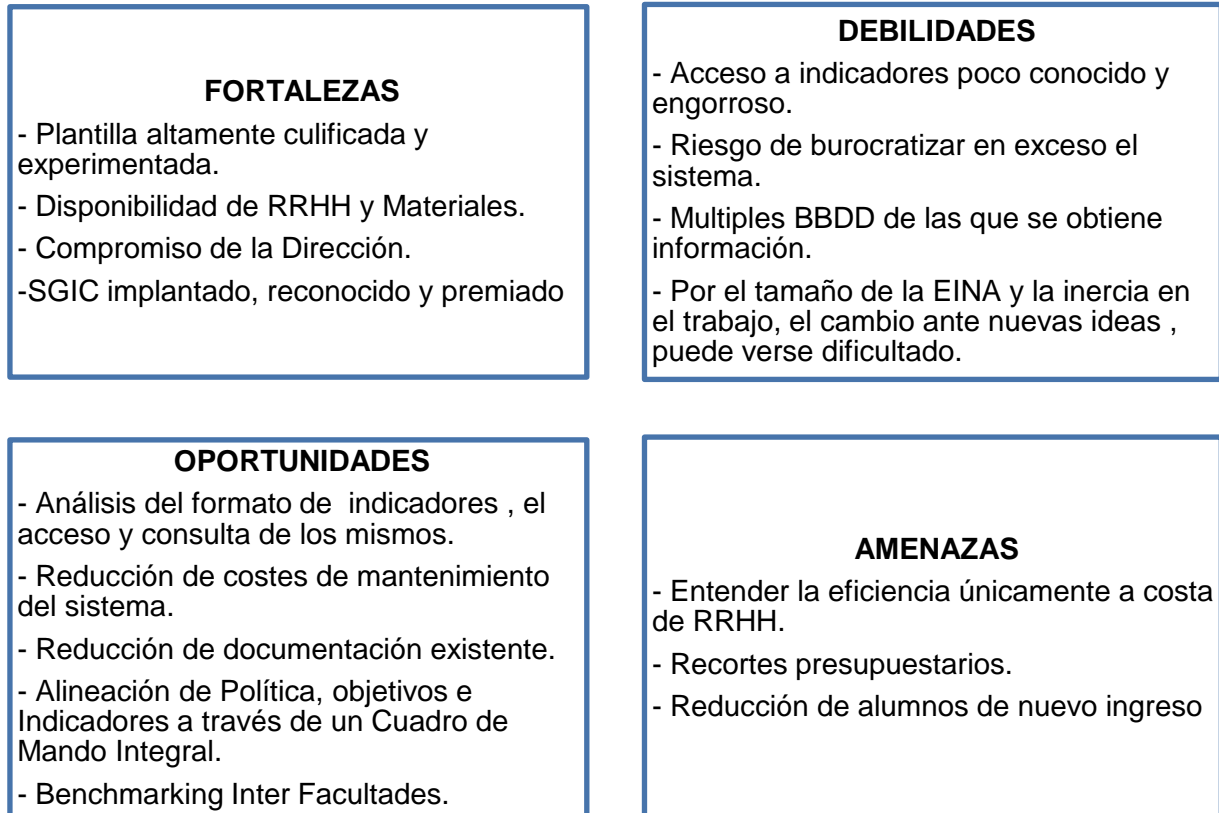 FORTALEZAS
- Plantilla altamente culificada y
experimentada.
- Disponibilidad de RRHH y Materiales.
- Compromiso de la Dirección.
-SGIC implantado, reconocido y premiado
DEBILIDADES
- Acceso a indicadores poco conocido y
engorroso.
- Riesgo de burocratizar en exceso el
sistema.
- Multiples BBDD de las que se obtiene
información.
- Por el tamaño de la EINA y la inercia en
el trabajo, el cambio ante nuevas ideas ,
puede verse dificultado.
OPORTUNIDADES
- Análisis del formato de  indicadores , el
acceso y consulta de los mismos.
- Reducción de costes de mantenimiento
del sistema.
- Reducción de documentación existente.
- Alineación de Política, objetivos e
Indicadores a través de un Cuadro de
Mando Integral.
- Benchmarking Inter Facultades.
AMENAZAS
- Entender la eficiencia únicamente a costa
de RRHH.
- Recortes presupuestarios.
- Reducción de alumnos de nuevo ingreso